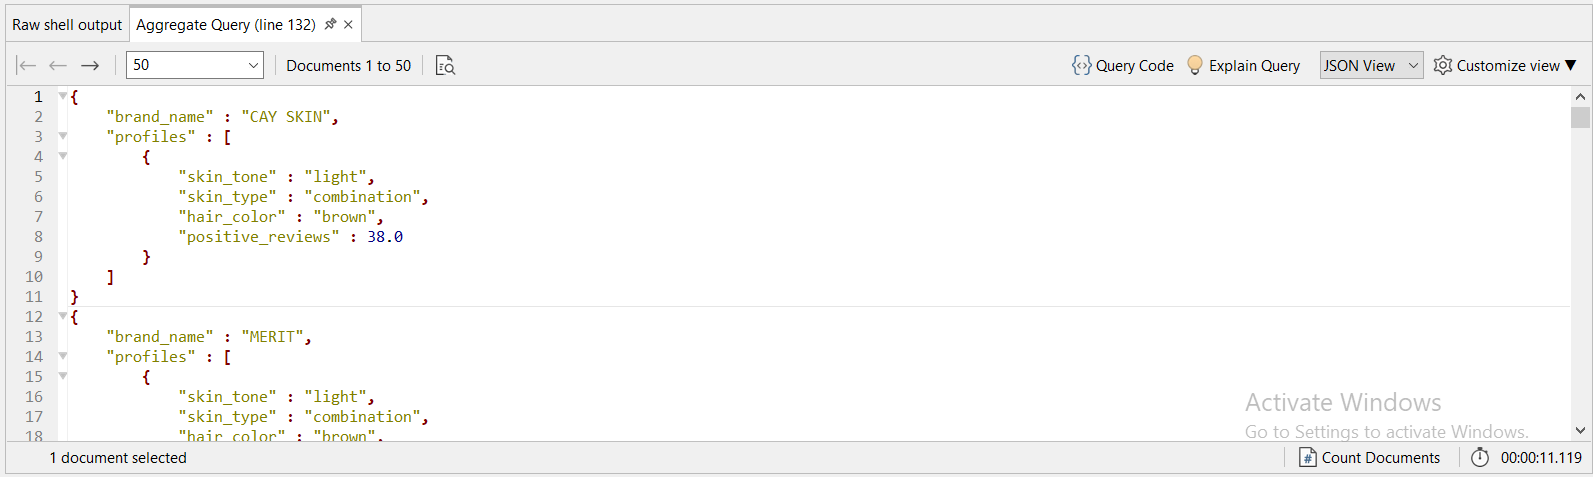 Raw shell output Aggregate Query (line 132)
50 Documents 1 to 50 Query Code Explain Query JSON View Customize view
1 {
2 "brand_name" : "CAY SKIN",
3 "profiles" : [
4 {
5 "skin_tone" : "light",
6 "skin_type" : "combination",
7 "hair_color" : "brown",
8 "positive_reviews" : 38.0
9 }
10 ]
11 }
12 {
13 "brand_name" : "MERIT",
14 "profiles" : [
15 {
16 "skin_tone" : "light",
17 "skin_type" : "combination",
18 "hair_color" : "brown",
Activate Windows
Go to Settings to activate Windows.
1 document selected # Count Documents 00:00:11.119